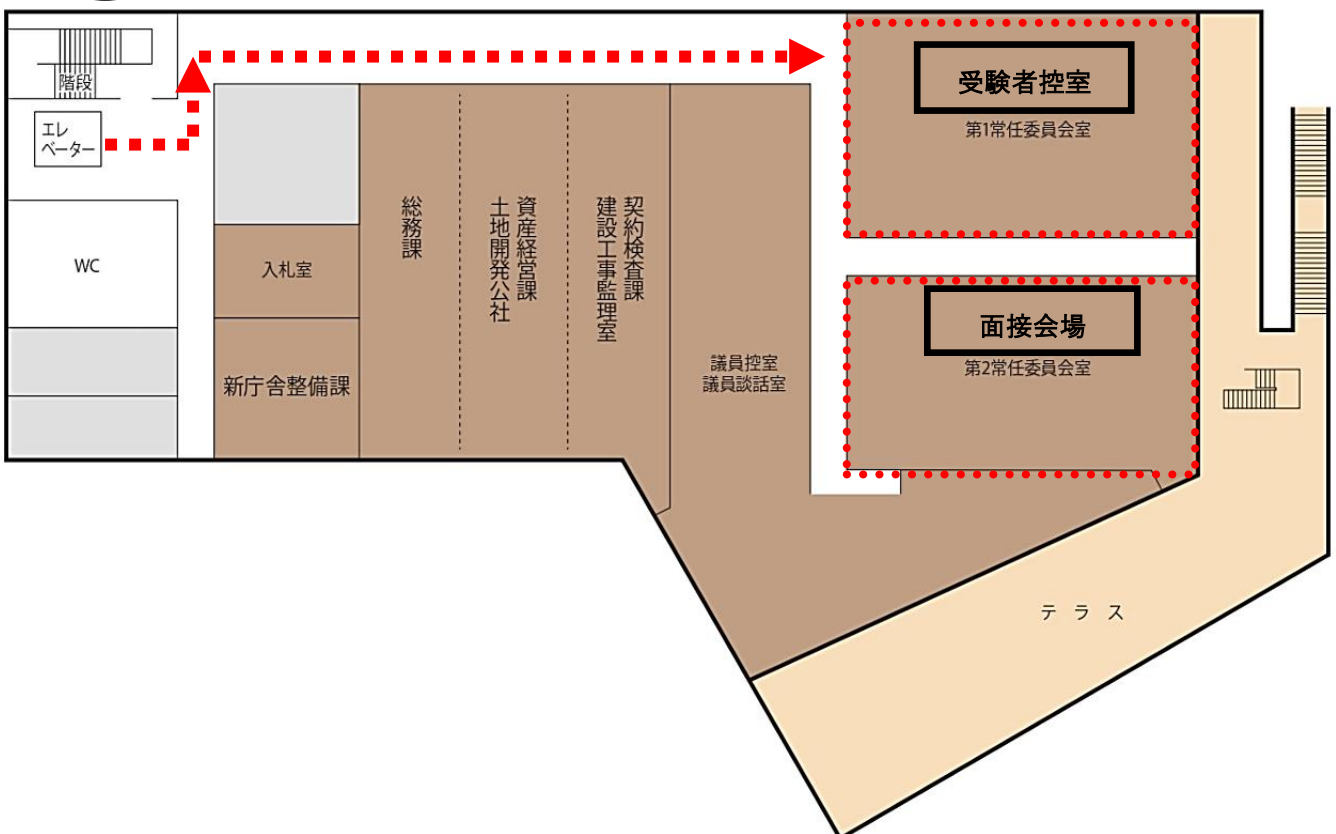 階段
エレ
ベーター
WC
入札室
新庁舎整備課
総務課
資産経営課
土地開発公社
契約検査課
建設工事監理室
議員控室
議員談話室
受験者控室
第1常任委員会室
面接会場
第2常任委員会室
テラス